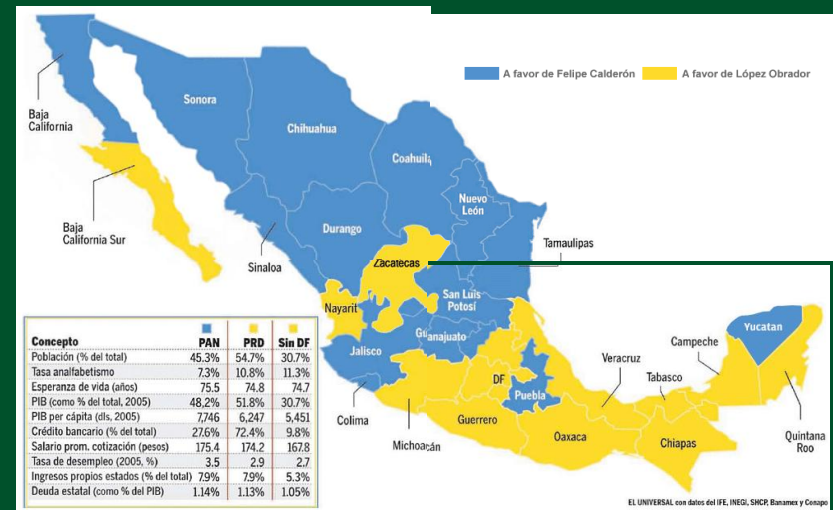 A favor de Felipe Calderón
A favor de López Obrador
Baja
California
Sonora
Chihuahua
Coahuila
Nuevo
León
Baja
California Sur
Durango
Tamaulipas
Sinaloa
Zacatecas
Nayarit
San Luis
Potosí
Guanajuato
Jalisco
Colima
Michoacán
DF
Puebla
Guerrero
Veracruz
Oaxaca
Tabasco
Chiapas
Campeche
Yucatan
Quintana
Roo
Concepto PAN PRD Sin DF
Población (% del total) 45.3% 54.7% 30.7%
Tasa analfabetismo 7.3% 10.8% 11.3%
Esperanza de vida (años) 75.5 74.8 74.7
PIB (como % del total, 2005) 48.2% 51.8% 30.7%
PIB per cápita (dls, 2005) 7,746 6,247 5,451
Crédito bancario (% del total) 27.6% 72.4% 9.8%
Salario prom. cotización (pesos) 175.4 174.2 167.8
Tasa de desempleo (2005, %) 3.5 2.9 2.7
Ingresos propios estados (% del total) 7.9% 7.9% 5.3%
Deuda estatal (como % del PIB) 1.14% 1.13% 1.05%
EL UNIVERSAL con datos del IFE, INEGI, SHCP, Banamex y Conapo